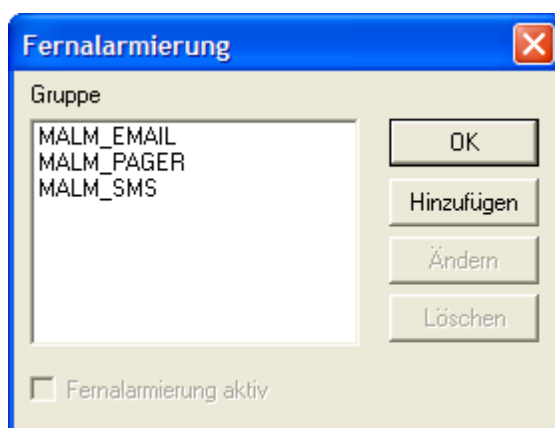 Fernalarmierung
Gruppe
MALM_EMAIL
MALM_PAGER
MALM_SMS
OK
Hinzufügen
Ändern
Löschen
Fernalarmierung aktiv